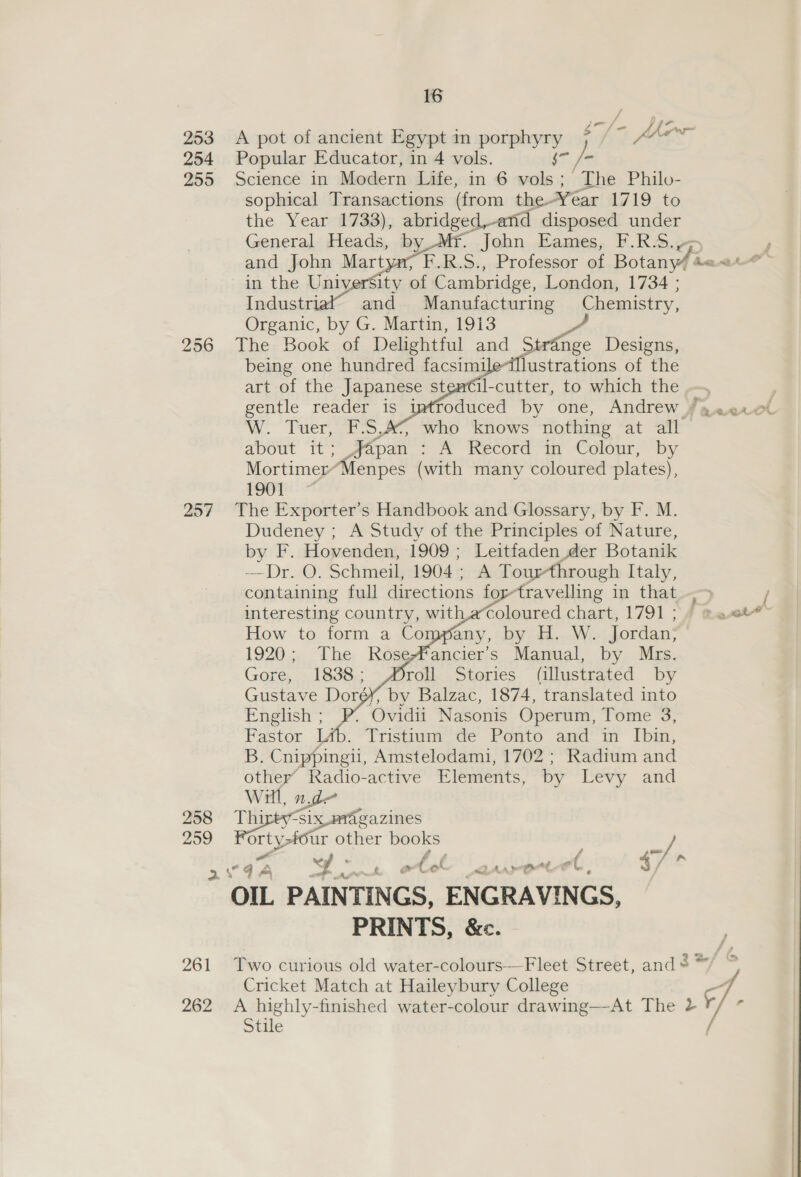 16
253 A pot of ancient Egypt in porphyry
254 Popular Educator, in 4 vols.
255 Science in Modern Life, in 6 vols; The Philo-
sophical Transactions (from the Year 1719 to
the Year 1733), abridged, and disposed under
General Heads, by Mr. John Eames, F.R.S.,
and John Martyn, F.R.S., Professor of Botany
in the University of Cambridge, London, 1734;
Industrial and Manufacturing Chemistry,
Organic, by G. Martin, 1913
256 The Book of Delightful and Strange Designs,
being one hundred facsimile illustrations of the
art of the Japanese stencil-cutter, to which the
gentle reader is introduced by one, Andrew
W. Tuer, F.S.A., who knows nothing at all
about it; Japan : A Record in Colour, by
Mortimer Menpes (with many coloured plates),
1901
257 The Exporter's Handbook and Glossary, by F. M.
Dudeney; A Study of the Principles of Nature,
by F. Hovenden, 1909; Leitfaden der Botanik
—Dr. O. Schmeil, 1904; A Tour through Italy,
containing full directions for travelling in that
interesting country, with a coloured chart, 1791;
How to form a Company, by H. W. Jordan,
1920; The Rose Fancier's Manual, by Mrs.
Gore, 1838; Droll Stories (illustrated by
Gustave Doré), by Balzac, 1874, translated into
English; P. Ovidii Nasonis Operum, Tome 3,
Fastor Lib. Tristium de Ponto and in Ibin,
B. Cnippingii, Amstelodami, 1702; Radium and
other Radio-active Elements, by Levy and
Will, n.d.
258 Thirty-six magazines
259 Forty-four other books
OIL PAINTINGS, ENGRAVINGS,
PRINTS, &c.
261 Two curious old water-colours—Fleet Street, and
Cricket Match at Haileybury College
262 A highly-finished water-colour drawing—At The
Stile